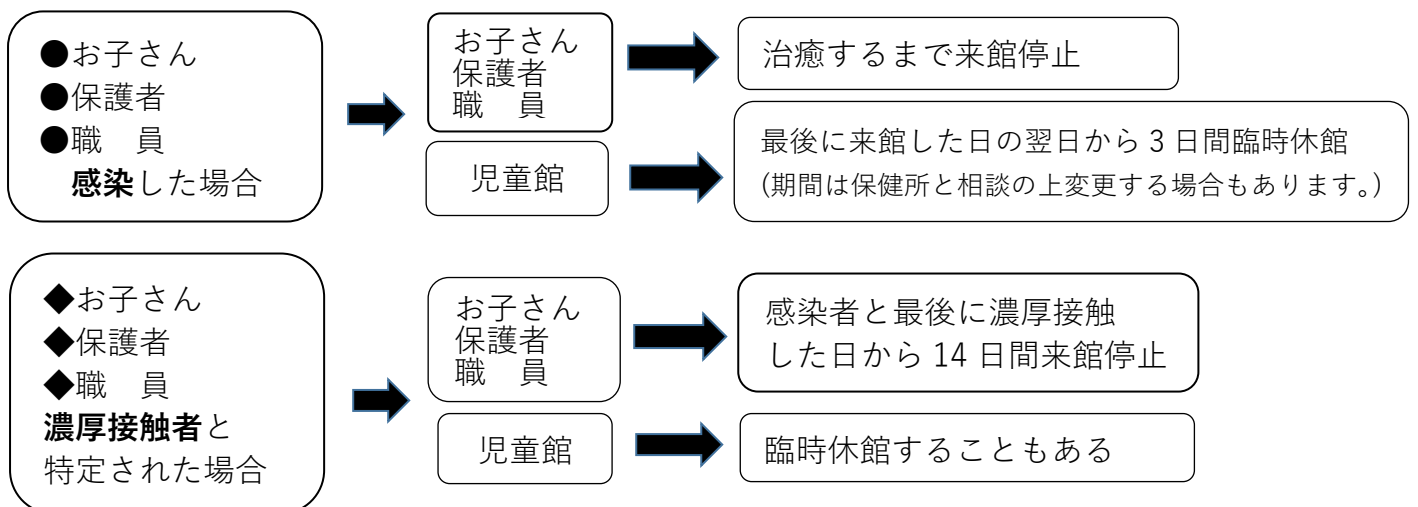 ●お子さん
●保護者
●職　員
感染した場合
お子さん
保護者
職　員
治癒するまで来館停止
児童館
最後に来館した日の翌日から 3 日間臨時休館
(期間は保健所と相談の上変更する場合もあります。)
◆お子さん
◆保護者
◆職　員
濃厚接触者と
特定された場合
お子さん
保護者
職　員
感染者と最後に濃厚接触
した日から 14 日間来館停止
児童館
臨時休館することもある